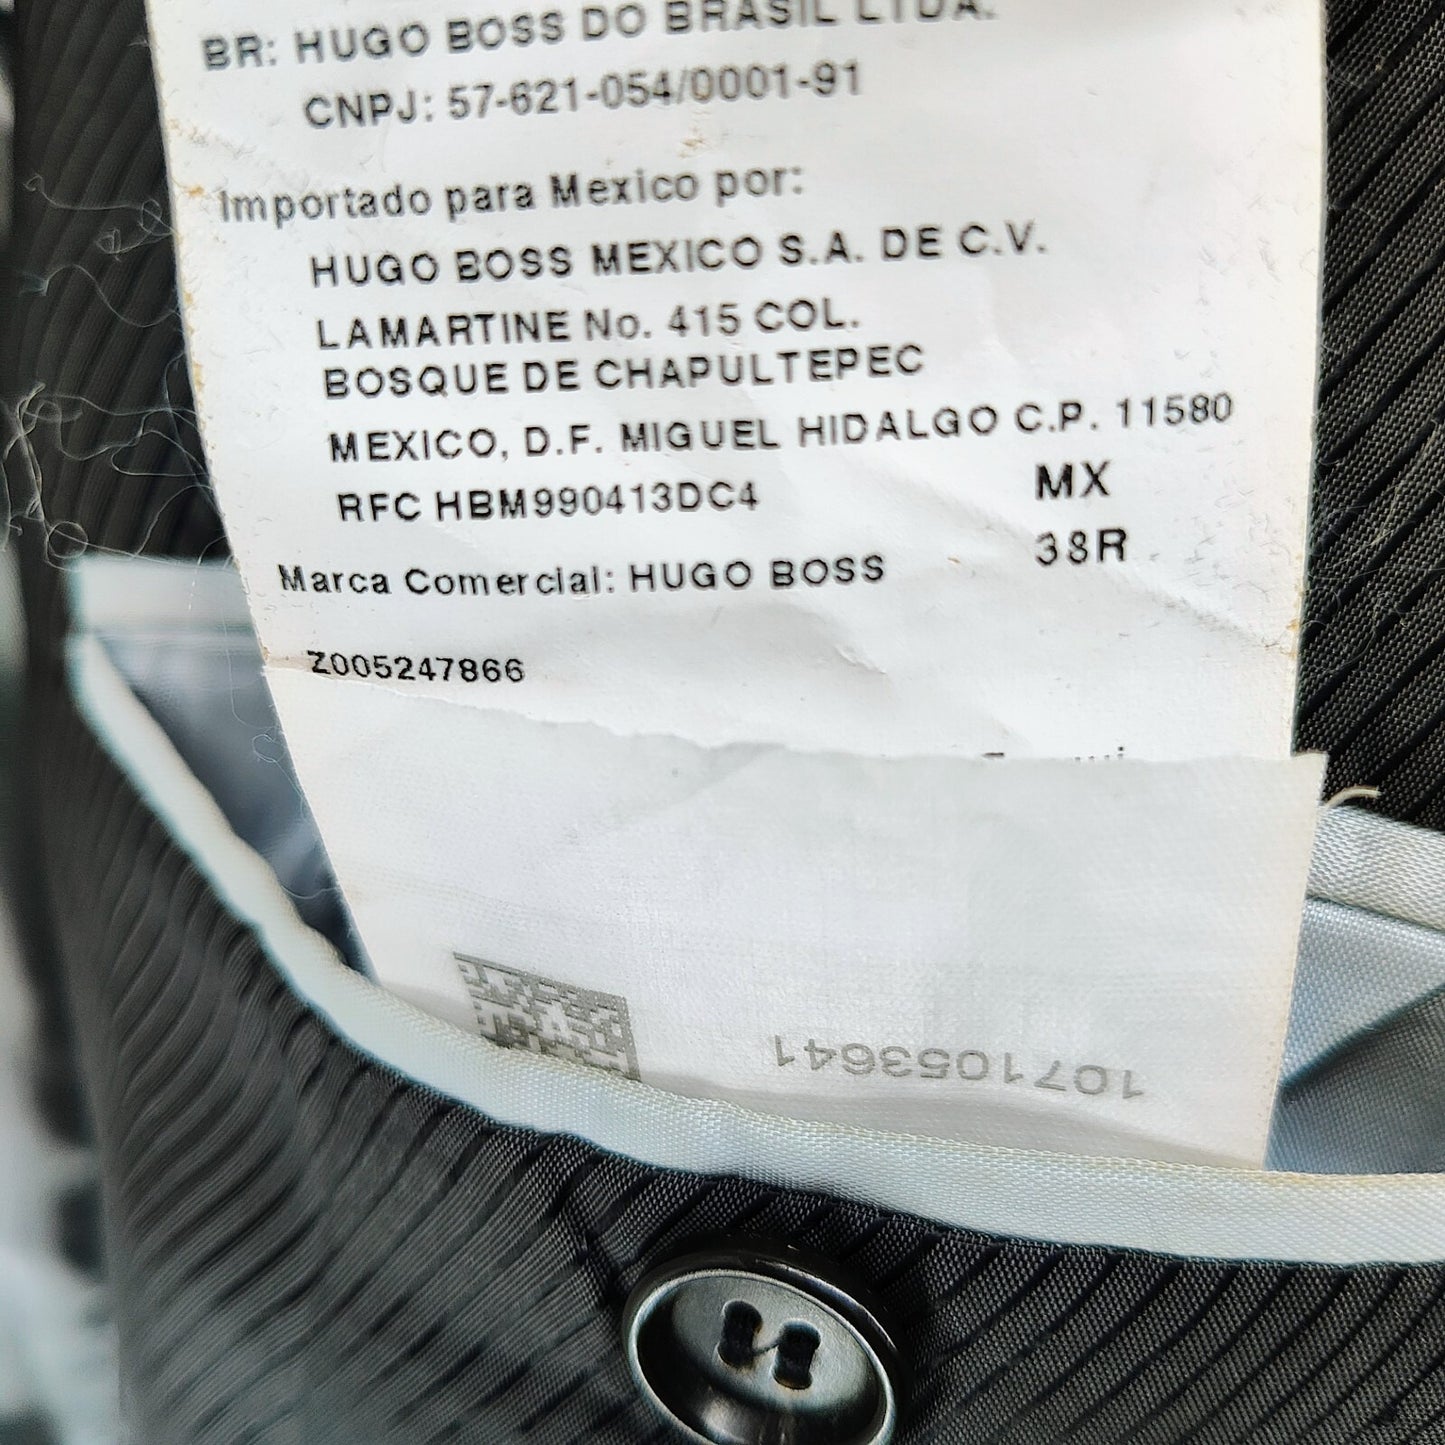 BR: HUGO BOSS DO BRASIL LTDA.
CNPJ: 57-621-054/0001-91
Importado para Mexico por:
HUGO BOSS MEXICO S.A. DE C.V.
LAMARTINE No. 415 COL.
BOSQUE DE CHAPULTEPEC
MEXICO, D.F. MIGUEL HIDALGO C.P. 11580
RFC HBM990413DC4 MX
38R
Marca Comercial: HUGO BOSS
Z005247866
1071053641